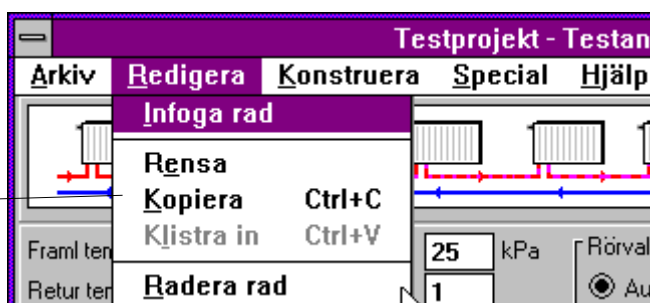 Testprojekt - Testan
Arkiv Redigera Konstruera Special Hjälp
Infoga rad
Rensa
Kopiera Ctrl+C
Klistra in Ctrl+V
Radera rad
Framl ten
Retur ter
25 kPa
1
Rörval
Au